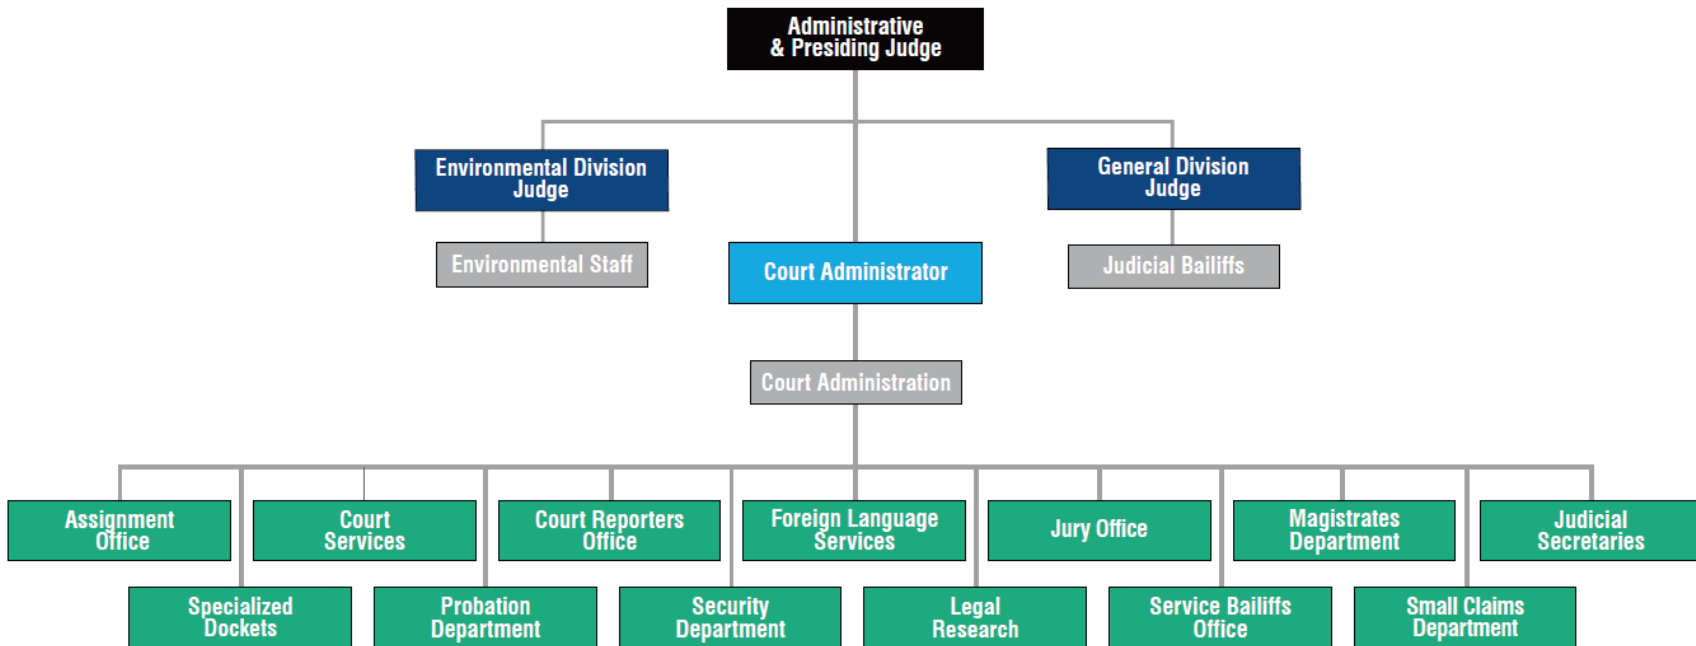 Administrative
& Presiding Judge
Environmental Division
Judge
General Division
Judge
Environmental Staff
Court Administrator
Judicial Bailiffs
Court Administration
Assignment
Office
Court
Services
Court Reporters
Office
Foreign Language
Services
Jury Office
Magistrates
Department
Judicial
Secretaries
Specialized
Dockets
Probation
Department
Security
Department
Legal
Research
Service Bailiffs
Office
Small Claims
Department